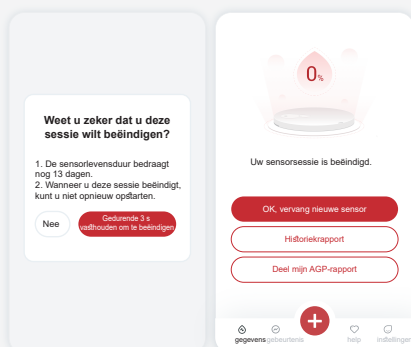 Weet u zeker dat u deze
sessie wilt beëindigen?
1. De sensorlevensduur bedraagt
nog 13 dagen.
2. Wanneer u deze sessie beëindigt,
kunt u niet opnieuw opstarten.
Nee
Gedurende 3 s
vasthouden om te beëindigen
0%
Uw sensorsessie is beëindigd.
OK, vervang nieuwe sensor
Historiekrapport
Deel mijn AGP-rapport
gegevens gebeurtenis help instellingen